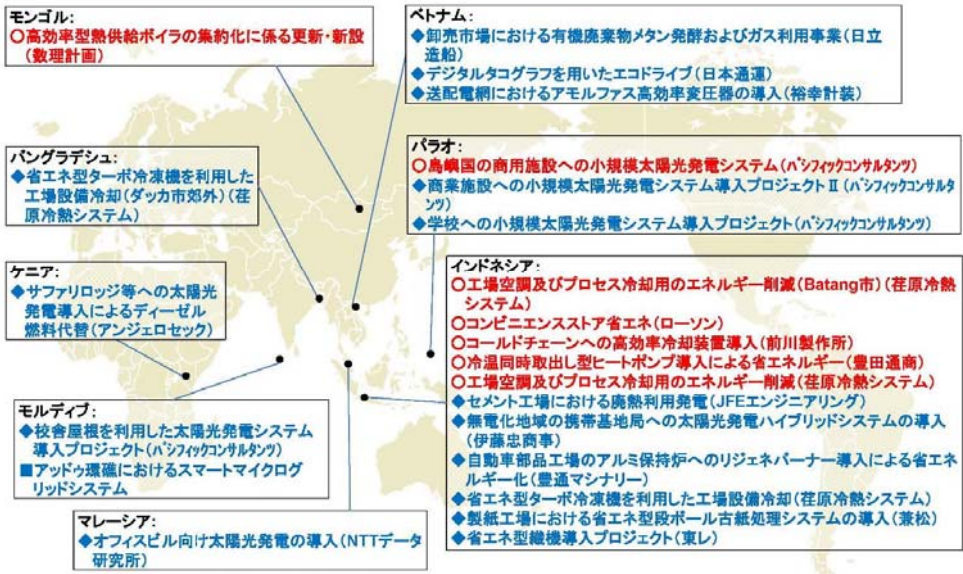 モンゴル:
○高効率型熱供給ボイラの集約化に係る更新・新設
(数理計画)
ベトナム:
◆卸売市場における有機廃棄物メタン発酵およびガス利用事業(日立
造船)
◆デジタルタコグラフを用いたエコドライブ(日本通運)
◆送配電網におけるアモルファス高効率変圧器の導入(裕幸計装)
バングラデシュ:
◆省エネ型ターボ冷凍機を利用した
工場設備冷却(ダッカ市郊外)(荏
原冷熱システム)
パラオ:
○島嶼国の商用施設への小規模太陽光発電システム(パシフィックコンサルタンツ)
◆商業施設への小規模太陽光発電システム導入プロジェクトⅡ(パシフィックコンサルタ
ンツ)
◆学校への小規模太陽光発電システム導入プロジェクト(パシフィックコンサルタンツ)
ケニア:
◆サファリロッジ等への太陽光
発電導入によるディーゼル
燃料代替(アンジェロセック)
インドネシア:
○工場空調及びプロセス冷却用のエネルギー削減(Batang市)(荏原冷熱
システム)
○コンビニエンスストア省エネ(ローソン)
○コールドチェーンへの高効率冷却装置導入(前川製作所)
○冷温同時取出し型ヒートポンプ導入による省エネルギー(豊田通商)
○工場空調及びプロセス冷却用のエネルギー削減(荏原冷熱システム)
◆セメント工場における廃熱利用発電(JFEエンジニアリング)
◆無電化地域の携帯基地局への太陽光発電ハイブリッドシステムの導入
(伊藤忠商事)
◆自動車部品工場のアルミ保持炉へのリジェネバーナー導入による省エネ
ルギー化(豊通マシナリー)
◆省エネ型ターボ冷凍機を利用した工場設備冷却(荏原冷熱システム)
◆製紙工場における省エネ型段ボール古紙処理システムの導入(兼松)
◆省エネ型織機導入プロジェクト(東レ)
モルディブ:
◆校舎屋根を利用した太陽光発電システム
導入プロジェクト(パシフィックコンサルタンツ)
■アッドゥ環礁におけるスマートマイクログ
リッドシステム
マレーシア:
◆オフィスビル向け太陽光発電の導入(NTTデータ
研究所)